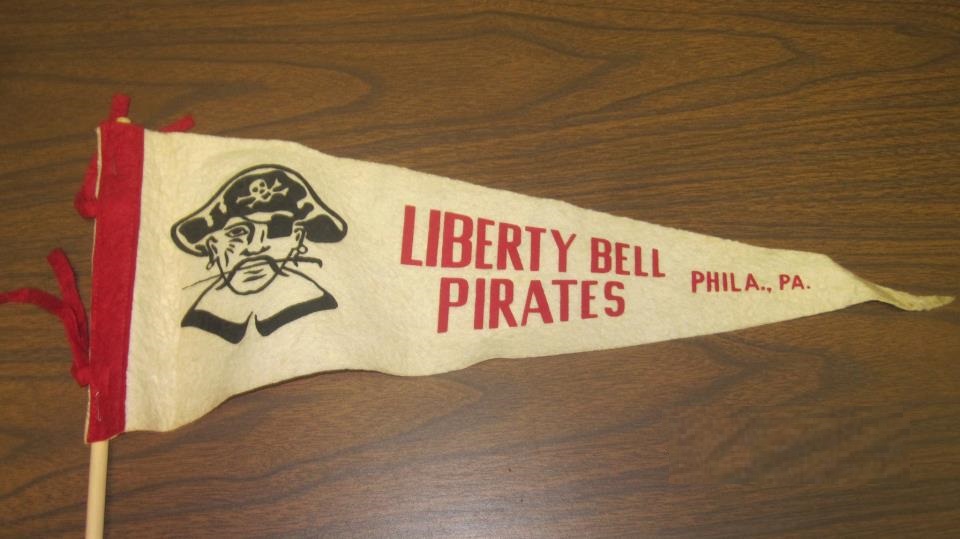 LIBERTY BELL
PIRATES
PHILA., PA.